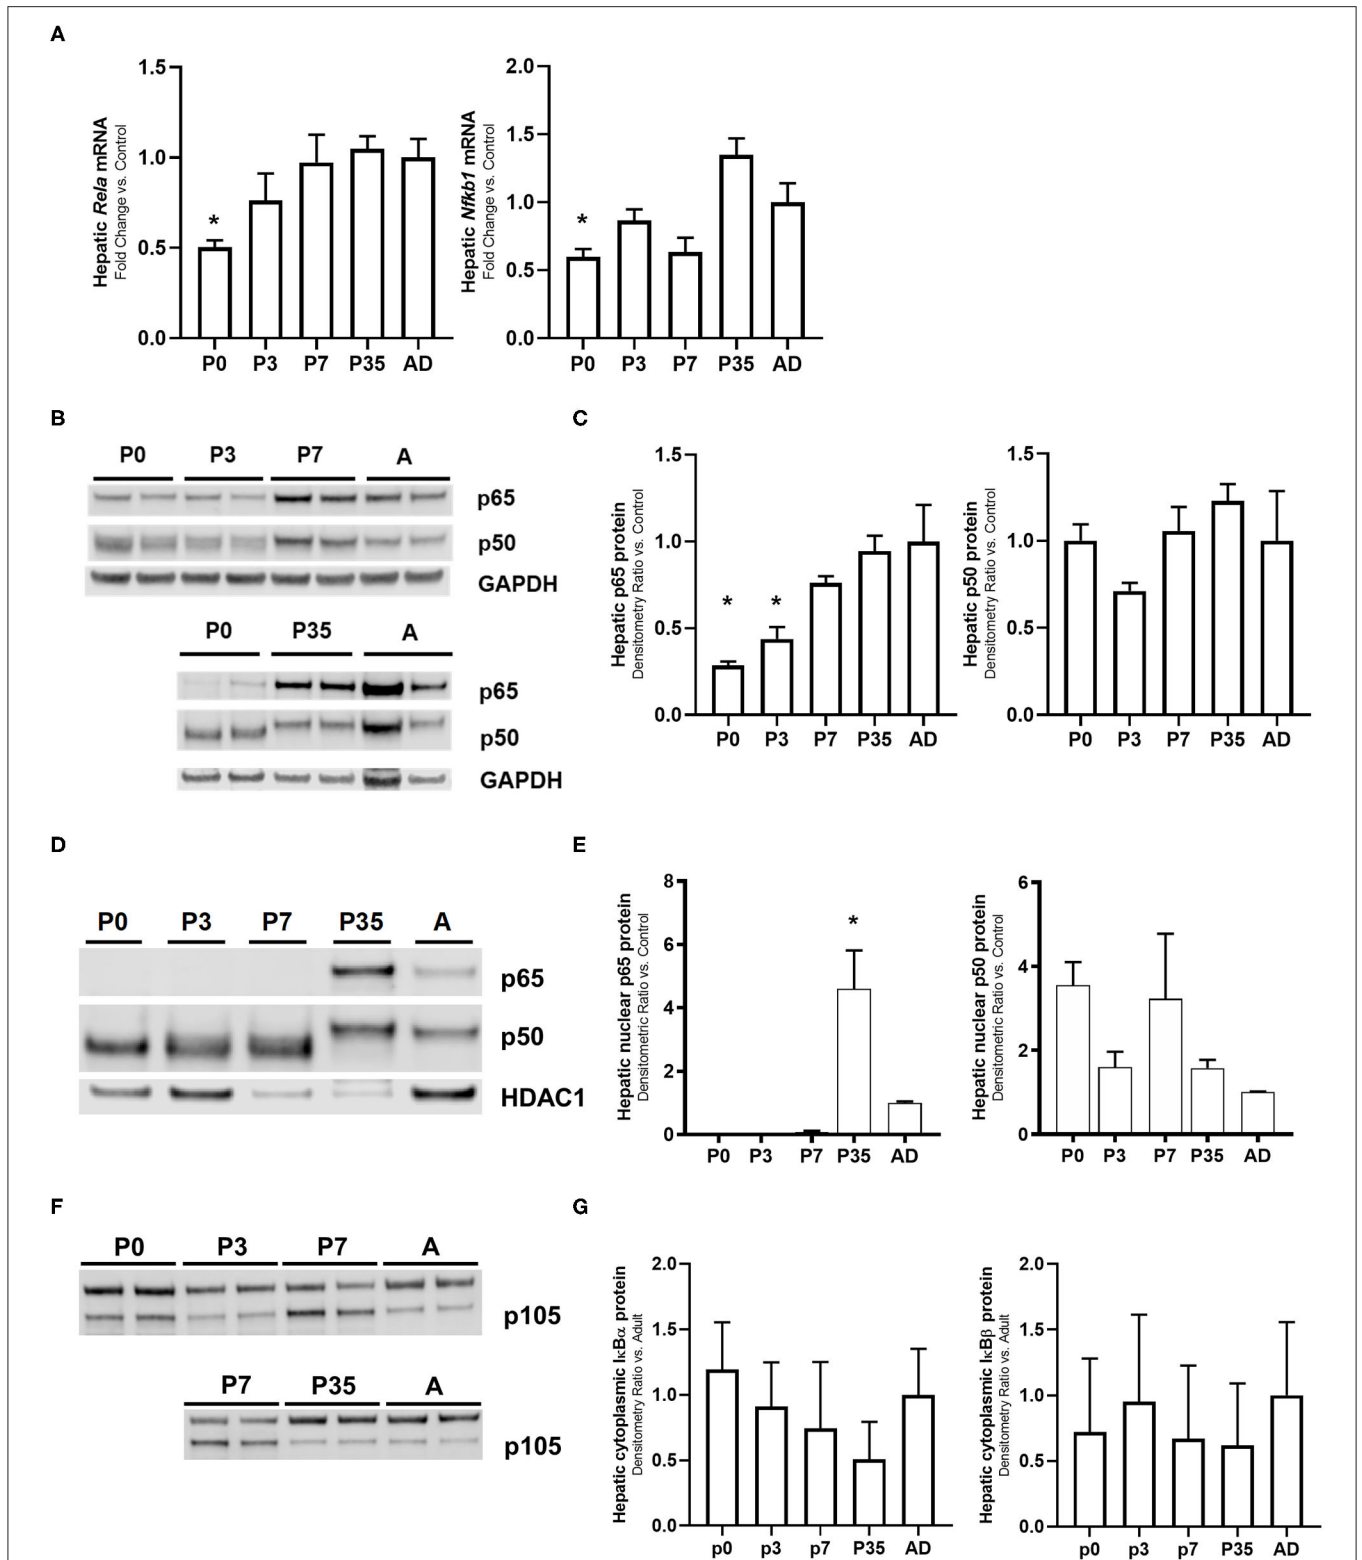 A
Hepatic Rela mRNA
Fold Change vs. Control
1.5
1.0
0.5
0.0
*
P0 P3 P7 P35 AD
Hepatic Nfkb1 mRNA
Fold Change vs. Control
2.0
1.5
1.0
0.5
0.0
*
P0 P3 P7 P35 AD
B
P0 P3 P7 A
p65
p50
GAPDH
P0 P35 A
p65
p50
GAPDH
C
Hepatic p65 protein
Densitometry Ratio vs. Control
1.5
1.0
0.5
0.0
* *
P0 P3 P7 P35 AD
Hepatic p50 protein
Densitometry Ratio vs. Control
1.5
1.0
0.5
0.0
P0 P3 P7 P35 AD
D
P0 P3 P7 P35 A
p65
p50
HDAC1
E
Hepatic nuclear p65 protein
Densitometric Ratio vs. Control
8
6
4
2
0
*
P0 P3 P7 P35 AD
Hepatic nuclear p50 protein
Densitometric Ratio vs. Control
6
4
2
0
P0 P3 P7 P35 AD
F
P0 P3 P7 A
p105
P7 P35 A
p105
G
Hepatic cytoplasmic IκBα protein
Densitometry Ratio vs. Adult
2.0
1.5
1.0
0.5
0.0
p0 p3 p7 P35 AD
Hepatic cytoplasmic IκBβ protein
Densitometry Ratio vs. Adult
2.0
1.5
1.0
0.5
0.0
p0 p3 p7 P35 AD